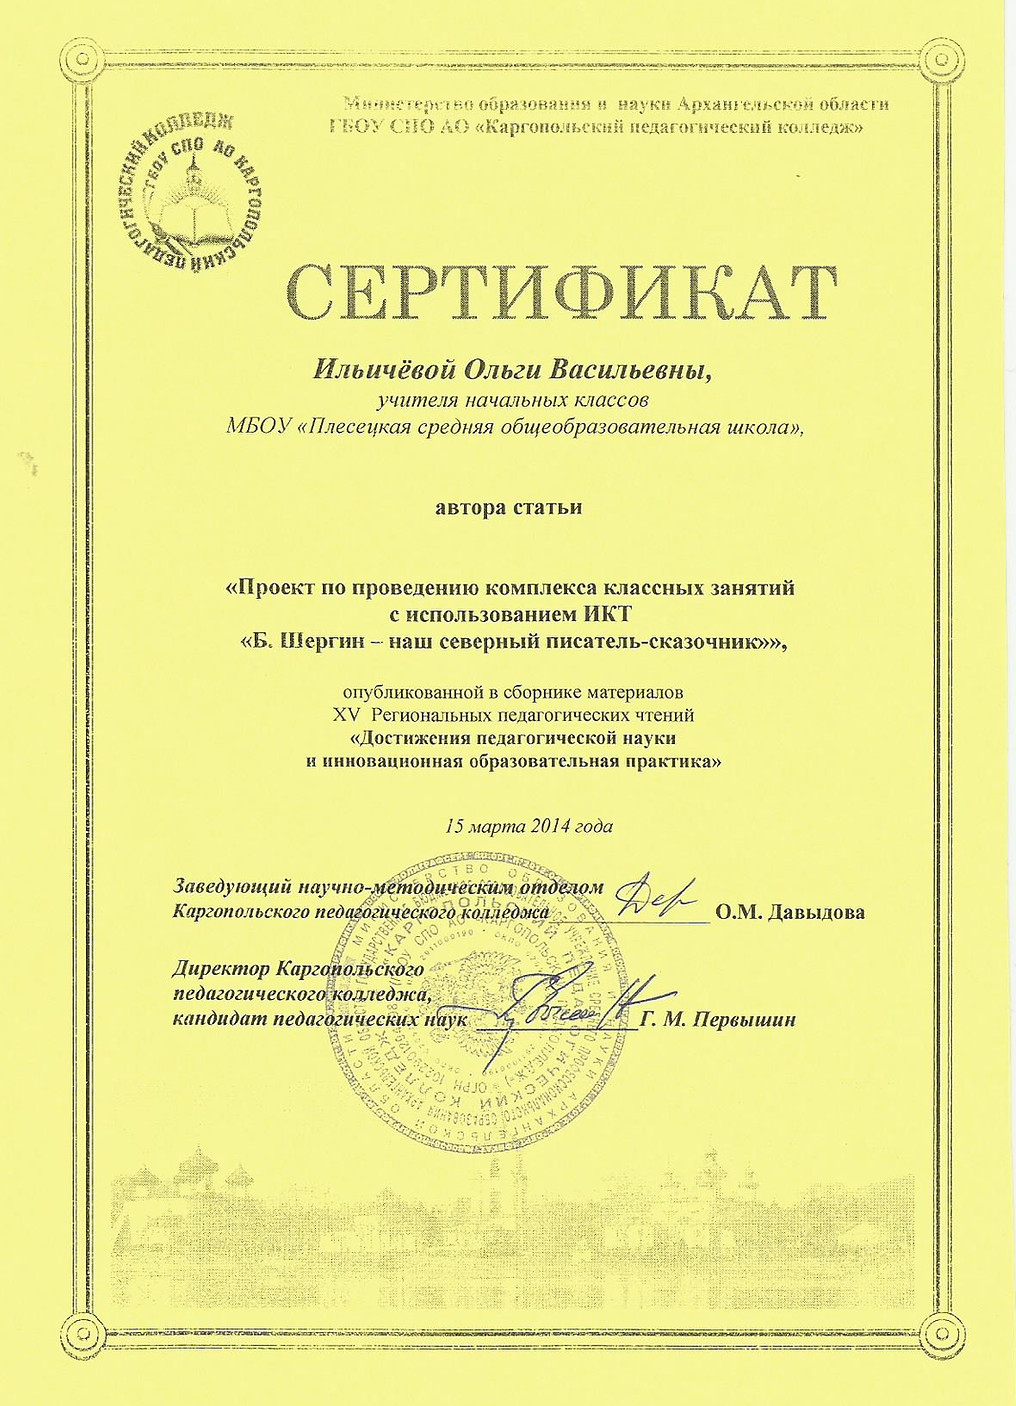 Министерство образования и науки Архангельской области
ГБОУ СПО АО «Каргопольский педагогический колледж»
ГБОУ СПО АО КАРГОПОЛЬСКИЙ ПЕДАГОГИЧЕСКИЙ КОЛЛЕДЖ
СЕРТИФИКАТ
Ильичёвой Ольги Васильевны,
учителя начальных классов
МБОУ «Плесецкая средняя общеобразовательная школа»,
автора статьи
«Проект по проведению комплекса классных занятий
с использованием ИКТ
«Б. Шергин – наш северный писатель-сказочник»»,
опубликованной в сборнике материалов
XV Региональных педагогических чтений
«Достижения педагогической науки
и инновационная образовательная практика»
15 марта 2014 года
Заведующий научно-методическим отделом
Каргопольского педагогического колледжа О.М. Давыдова
Директор Каргопольского
педагогического колледжа,
кандидат педагогических наук Г. М. Первышин